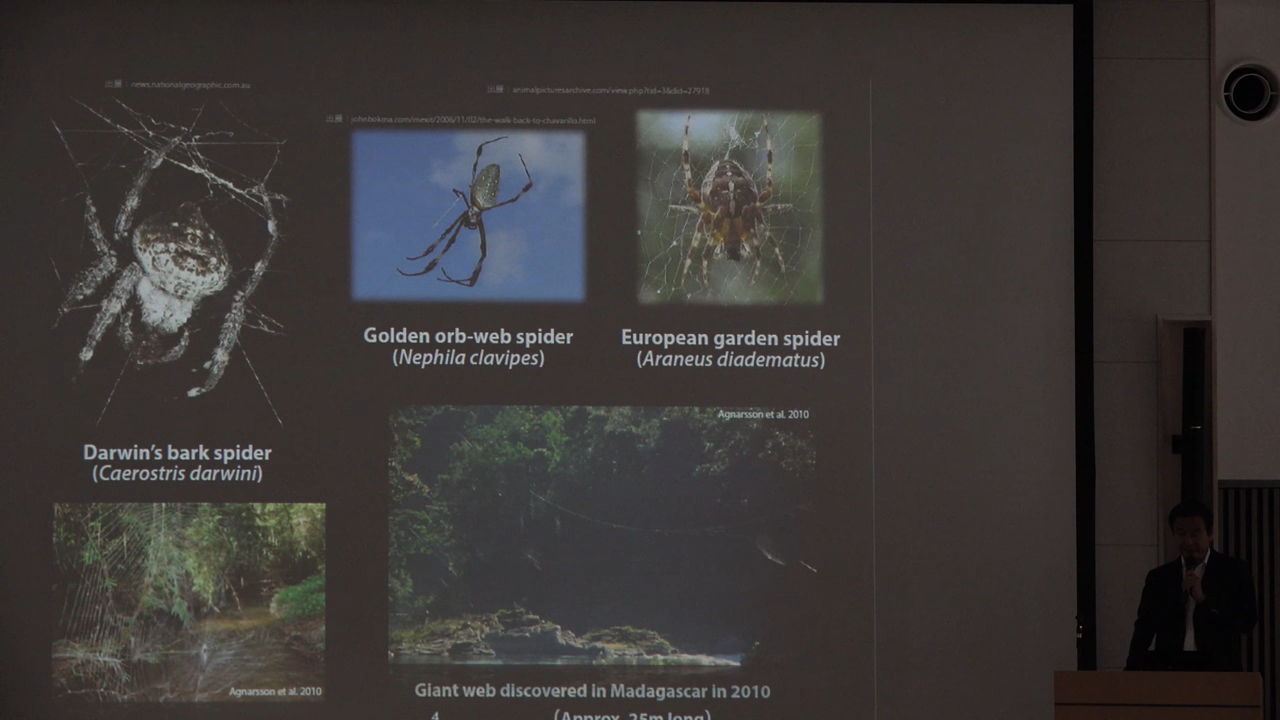 出展：news.nationalgeographic.com.au
出展：animalpicturesarchive.com/view.php?tid=3&did=27918
出展：johnbokma.com/mexit/2006/11/02/the-walk-back-to-chavarrillo.html
Golden orb-web spider
(Nephila clavipes)
European garden spider
(Araneus diadematus)
Darwin's bark spider
(Caerostris darwini)
Agnarsson et al. 2010
Agnarsson et al. 2010
Giant web discovered in Madagascar in 2010
4
(Approx. 25m long)